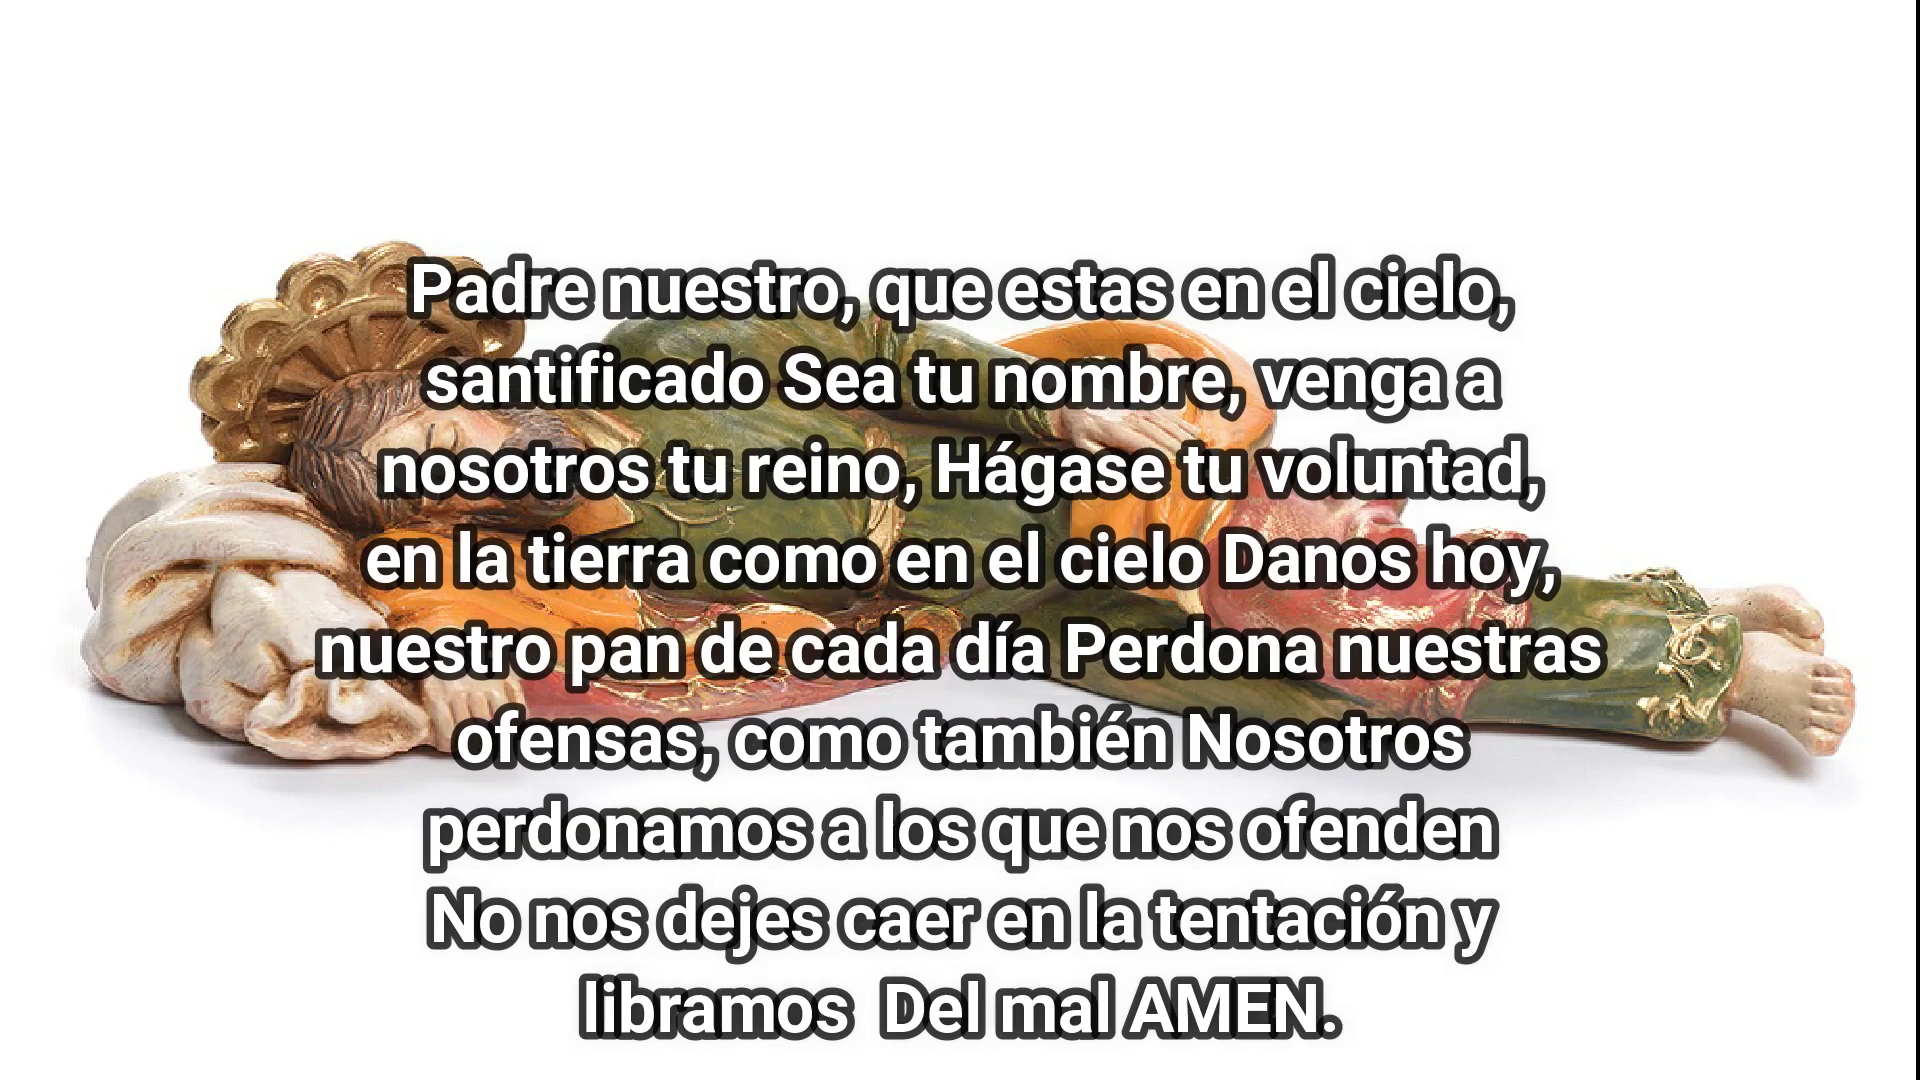 Padre nuestro, que estas en el cielo,
santificado Sea tu nombre, venga a
nosotros tu reino, Hágase tu voluntad,
en la tierra como en el cielo Danos hoy,
nuestro pan de cada día Perdona nuestras
ofensas, como también Nosotros
perdonamos a los que nos ofenden
No nos dejes caer en la tentación y
libramos  Del mal AMEN.